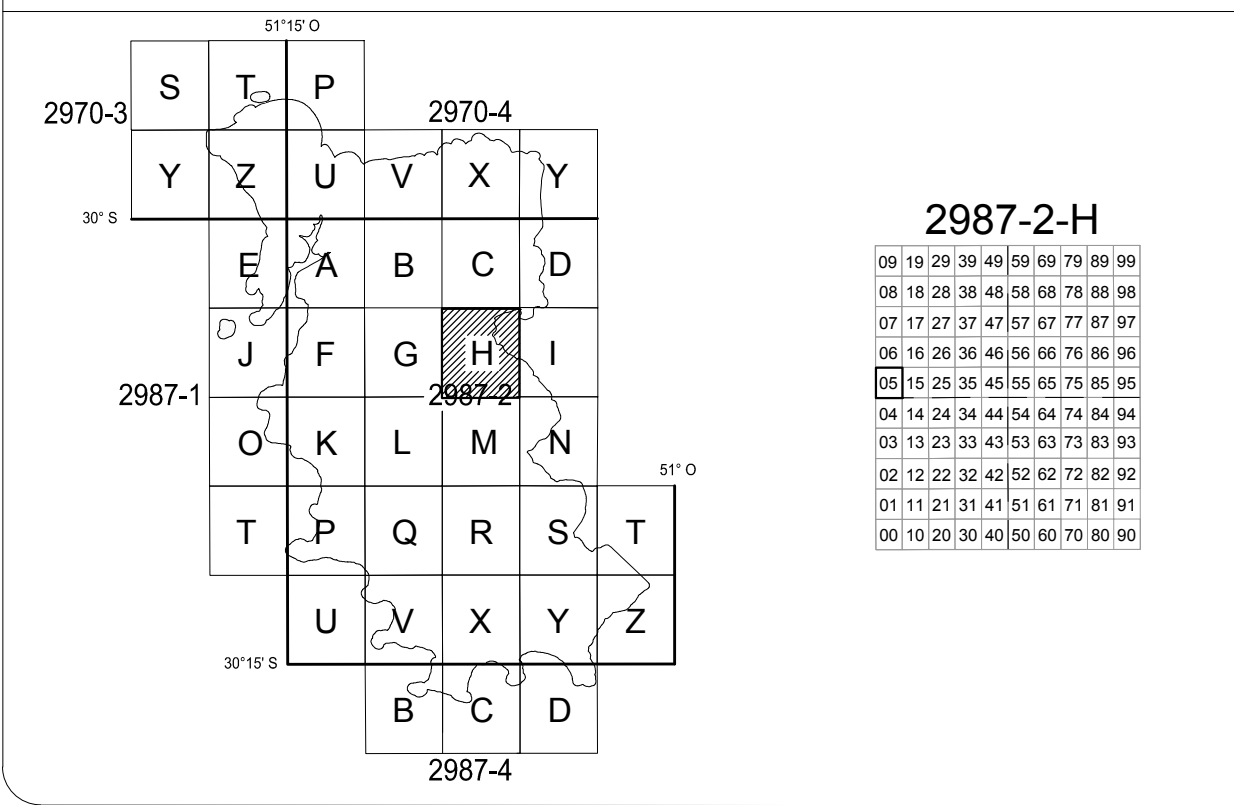 51°15' O
S T P
2970-3 2970-4
Y Z U V X Y
30° S
E A B C D
J F G H I
2987-1 2987-2
O K L M N
51° O
T P Q R S T
U V X Y Z
30°15' S
B C D
2987-4
2987-2-H
09 19 29 39 49 59 69 79 89 99
08 18 28 38 48 58 68 78 88 98
07 17 27 37 47 57 67 77 87 97
06 16 26 36 46 56 66 76 86 96
05 15 25 35 45 55 65 75 85 95
04 14 24 34 44 54 64 74 84 94
03 13 23 33 43 53 63 73 83 93
02 12 22 32 42 52 62 72 82 92
01 11 21 31 41 51 61 71 81 91
00 10 20 30 40 50 60 70 80 90